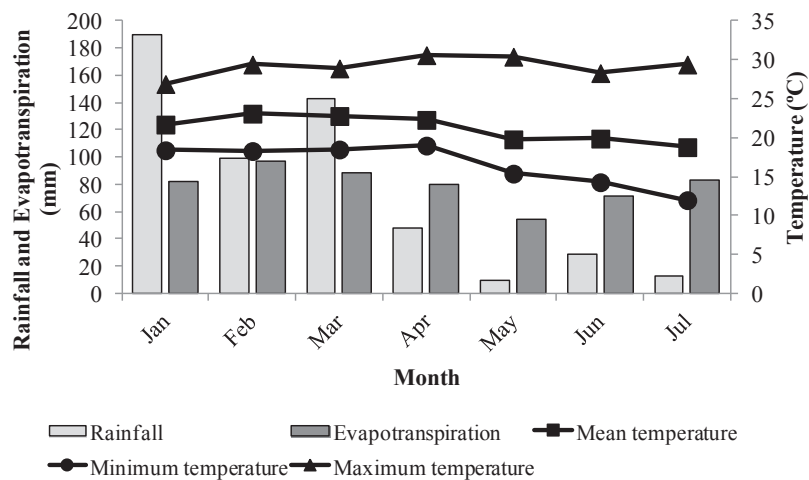 200
180
160
140
120
100
80
60
40
20
0
Rainfall and Evapotranspiration
(mm)
35
30
25
20
15
10
5
0
Temperature (ºC)
Jan
Feb
Mar
Apr
May
Jun
Jul
Month
Rainfall
Evapotranspiration
Mean temperature
Minimum temperature
Maximum temperature